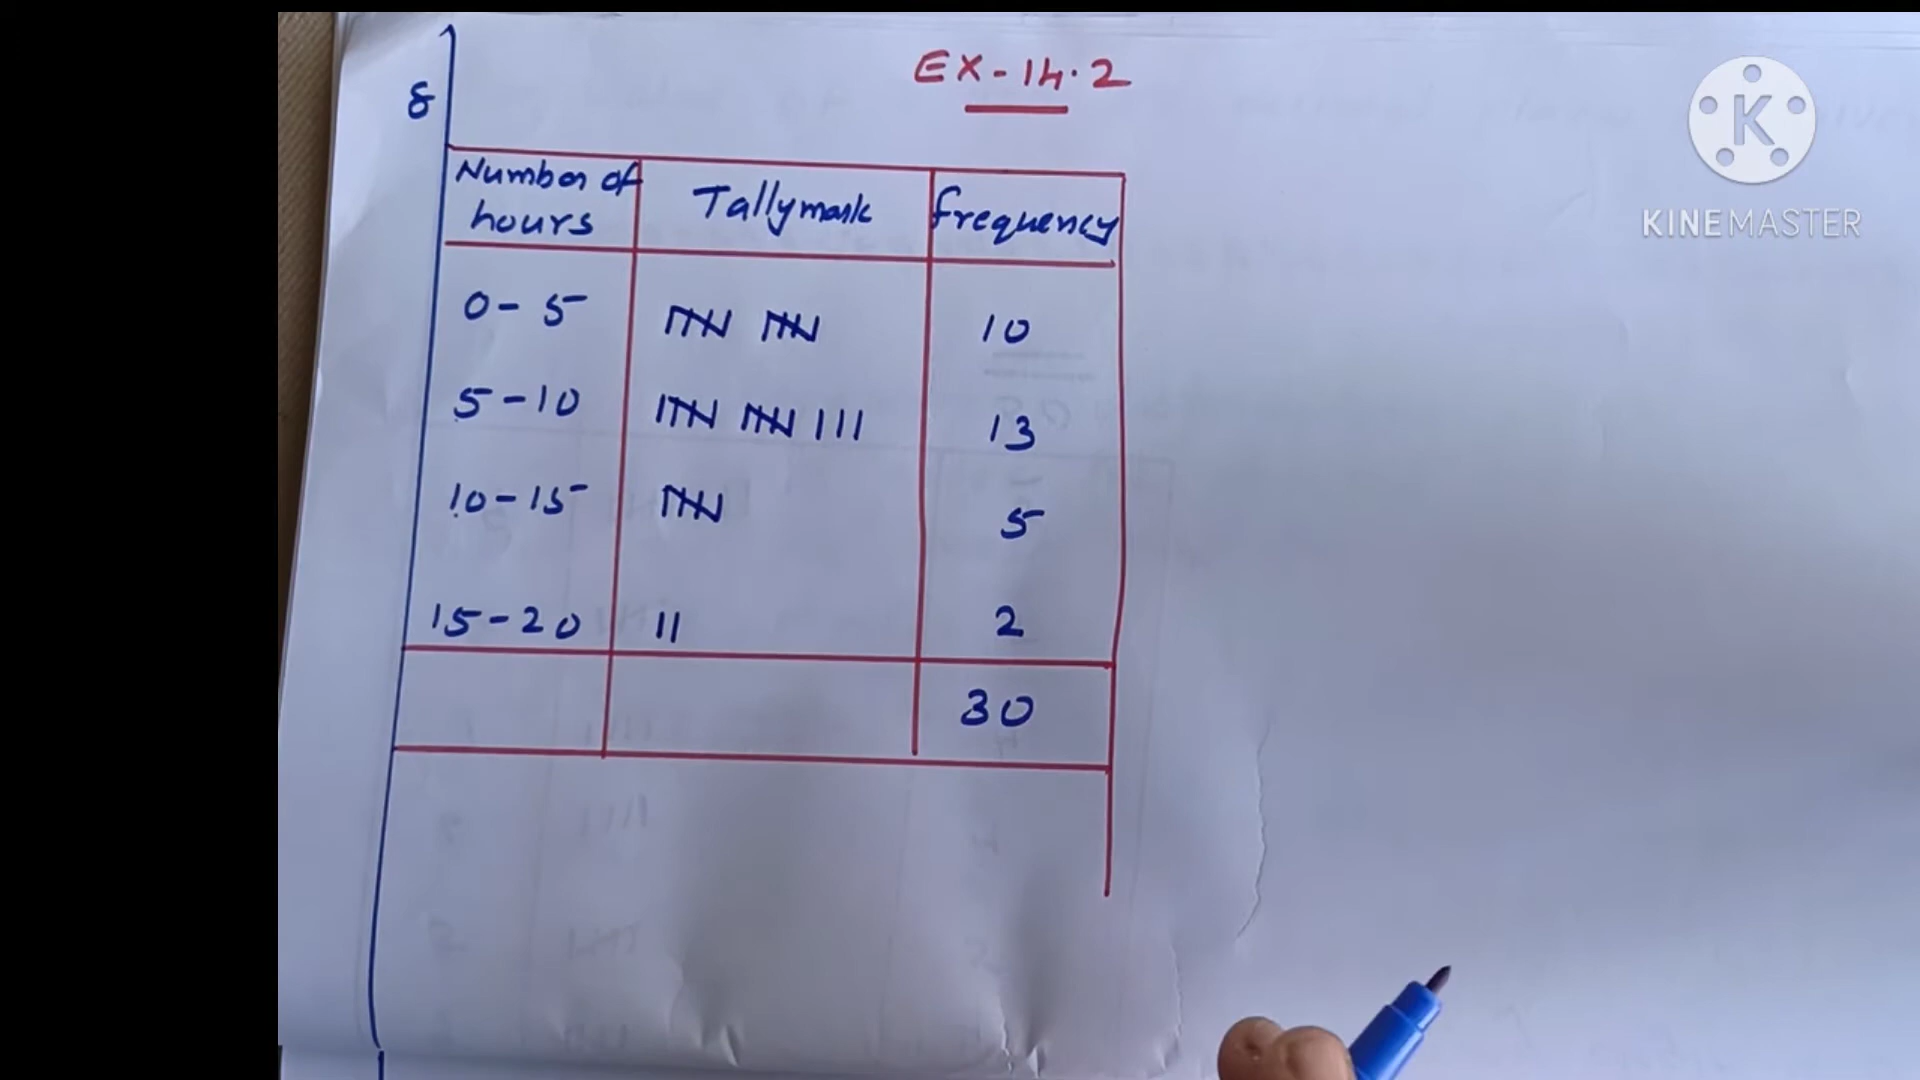 EX-14.2
8
Number of hours Tallymark frequency
0-5 10
5-10 ||| 13
10-15 5
15-20 || 2
30
K
KINEMASTER